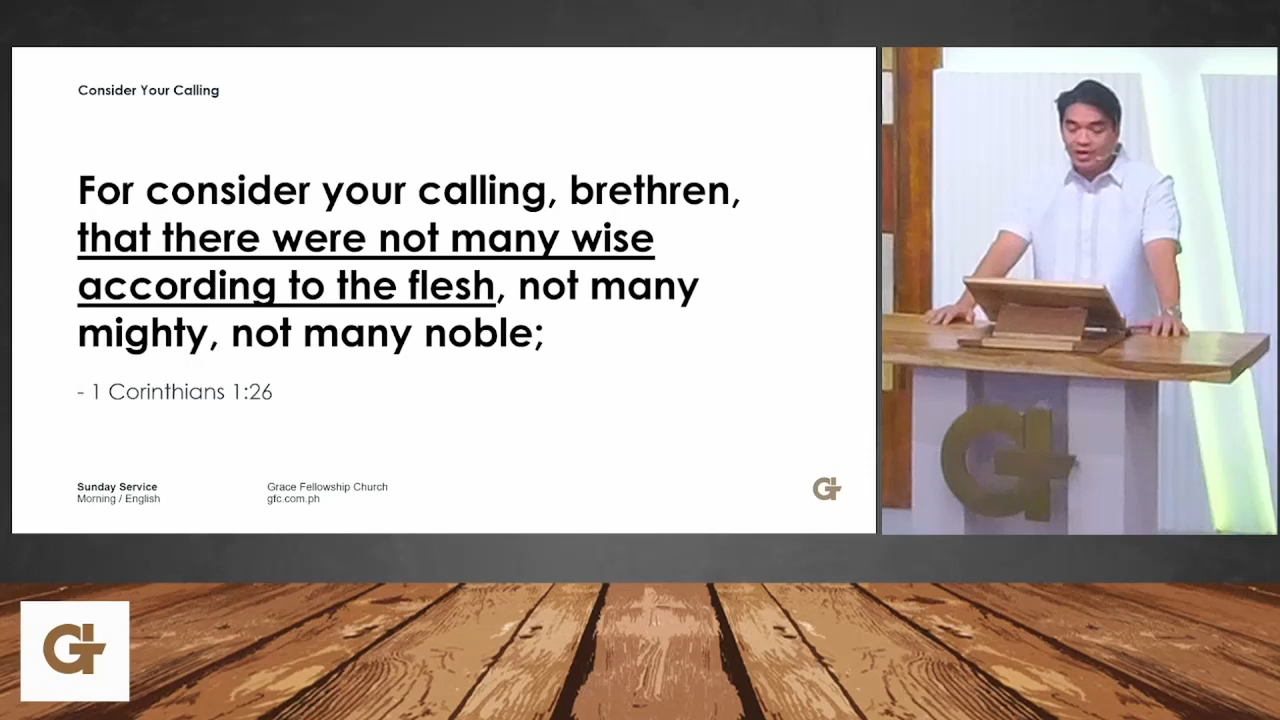 Consider Your Calling
For consider your calling, brethren,
that there were not many wise
according to the flesh, not many
mighty, not many noble;
- 1 Corinthians 1:26
Sunday Service
Morning / English
Grace Fellowship Church
gfc.com.ph